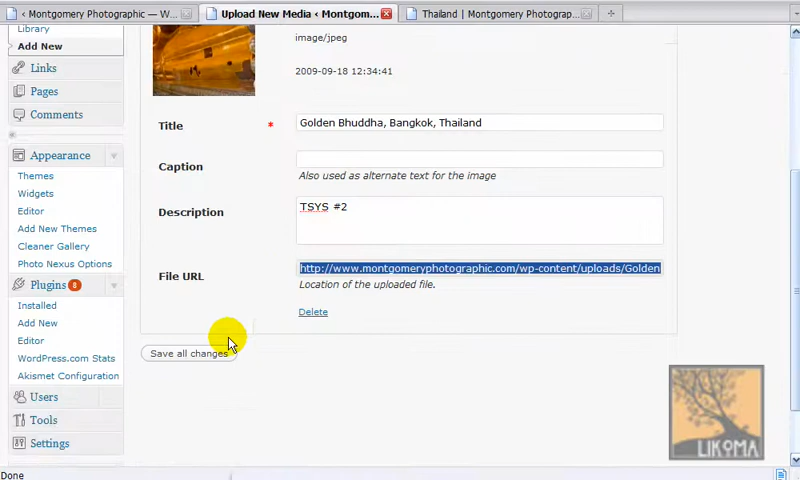 ‹ Montgomery Photographic — W...
Upload New Media ‹ Montgom...
Thailand | Montgomery Photograp...
Library
Add New
Links
Pages
Comments
Appearance
Themes
Widgets
Editor
Add New Themes
Cleaner Gallery
Photo Nexus Options
Plugins 8
Installed
Add New
Editor
WordPress.com Stats
Akismet Configuration
Users
Tools
Settings
image/jpeg
2009-09-18 12:34:41
Title * Golden Bhuddha, Bangkok, Thailand
Caption
Also used as alternate text for the image
Description TSYS #2
File URL http://www.montgomeryphotographic.com/wp-content/uploads/Golden
Location of the uploaded file.
Delete
Save all changes
LIKOMA
Done